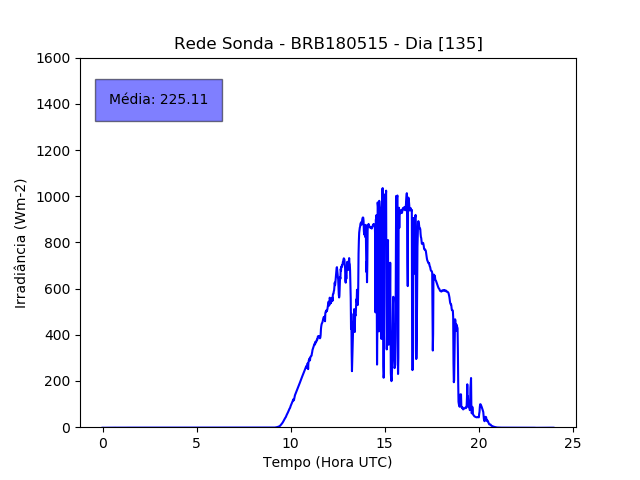 Rede Sonda - BRB180515 - Dia [135]
1600
1400
1200
1000
800
600
400
200
0
Média: 225.11
Irradiância (Wm-2)
0 5 10 15 20 25
Tempo (Hora UTC)